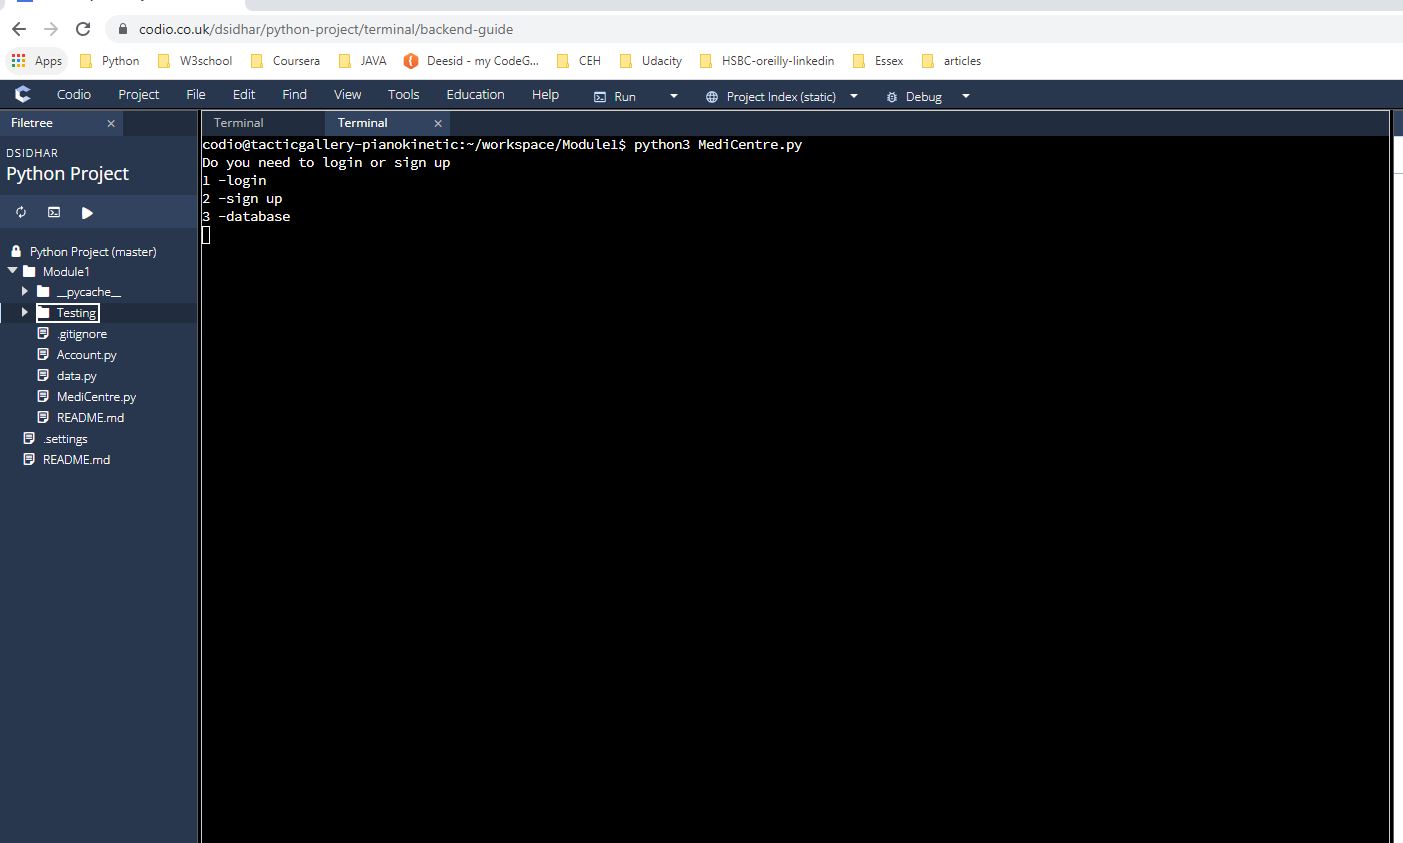 codio.co.uk/dsidhar/python-project/terminal/backend-guide
Apps Python W3school Coursera JAVA Deesid - my CodeG... CEH Udacity HSBC-oreilly-linkedin Essex articles
Codio Project File Edit Find View Tools Education Help Run Project Index (static) Debug
Filetree × Terminal Terminal ×
DSIDHAR
Python Project
Python Project (master)
Module1
__pycache__
Testing
.gitignore
Account.py
data.py
MediCentre.py
README.md
.settings
README.md
codio@tacticgallery-pianokinetic:~/workspace/Module1$ python3 MediCentre.py
Do you need to login or sign up
1 -login
2 -sign up
3 -database